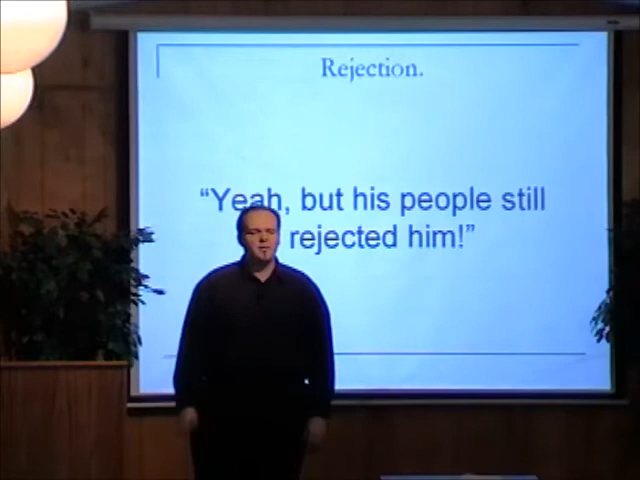 Rejection.
“Yeah, but his people still
rejected him!”